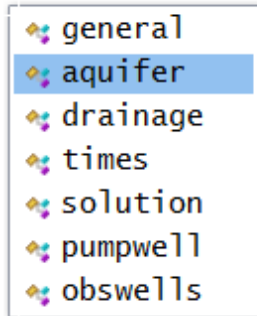 general
aquifer
drainage
times
solution
pumpwell
obswells